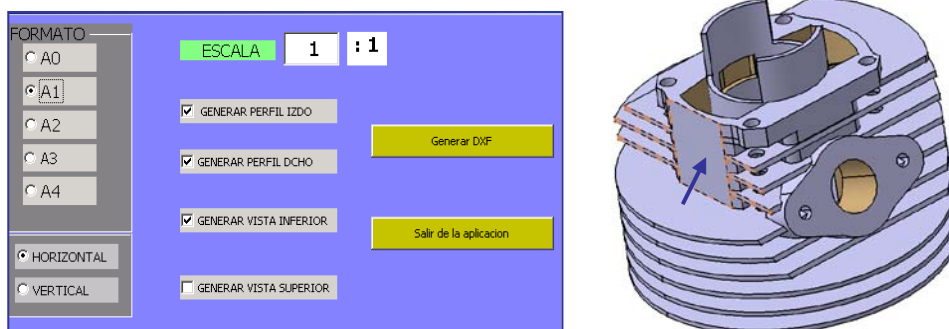 FORMATO
A0
A1
A2
A3
A4
HORIZONTAL
VERTICAL
ESCALA 1 : 1
GENERAR PERFIL IZDO
GENERAR PERFIL DCHO
GENERAR VISTA INFERIOR
GENERAR VISTA SUPERIOR
Generar DXF
Salir de la aplicacion